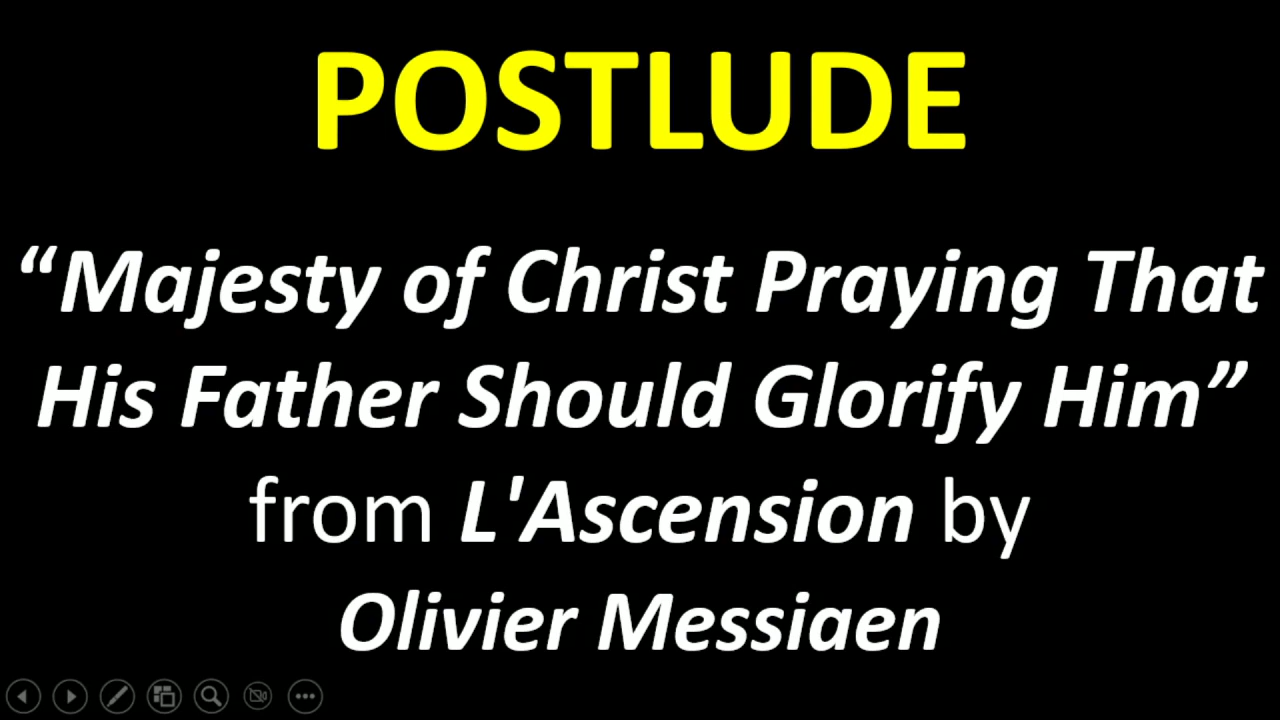 POSTLUDE
“Majesty of Christ Praying That
His Father Should Glorify Him”
from L'Ascension by
Olivier Messiaen